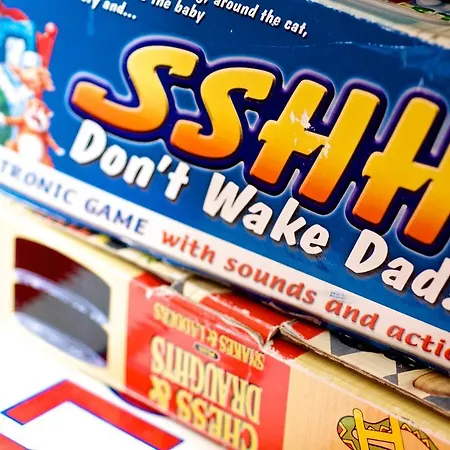 around the cat,
the baby
and...
SSHH
Don't Wake Dad
TRONIC GAME with sounds and actio
CHESS &
DRAUGHTS
SNAKES & LADDERS